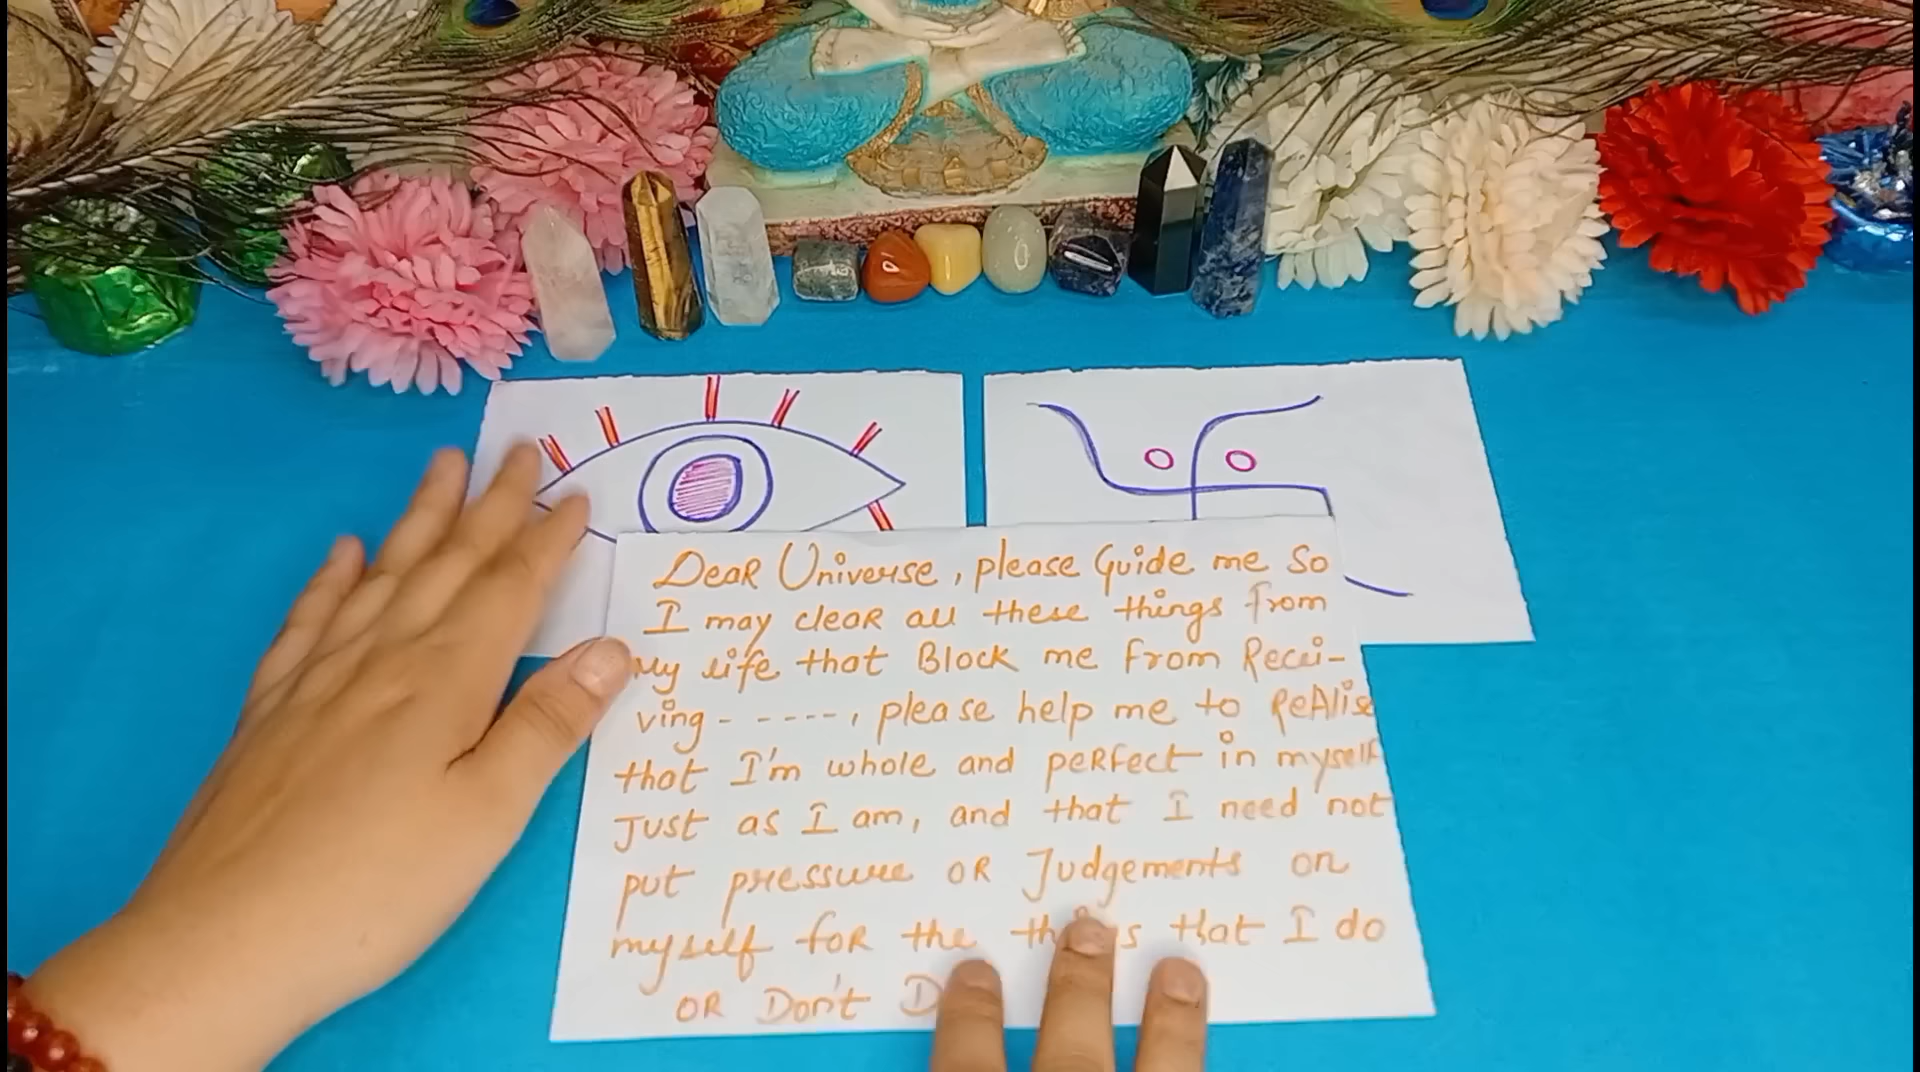 Dear Universe, please Guide me so
I may clear all these things from
My life that Block me from Recei-
ving - ----, please help me to ReAlise
that I'm whole and perfect in myself
Just as I am, and that I need not
put pressure or Judgements on
myself for the that I do
or Don't